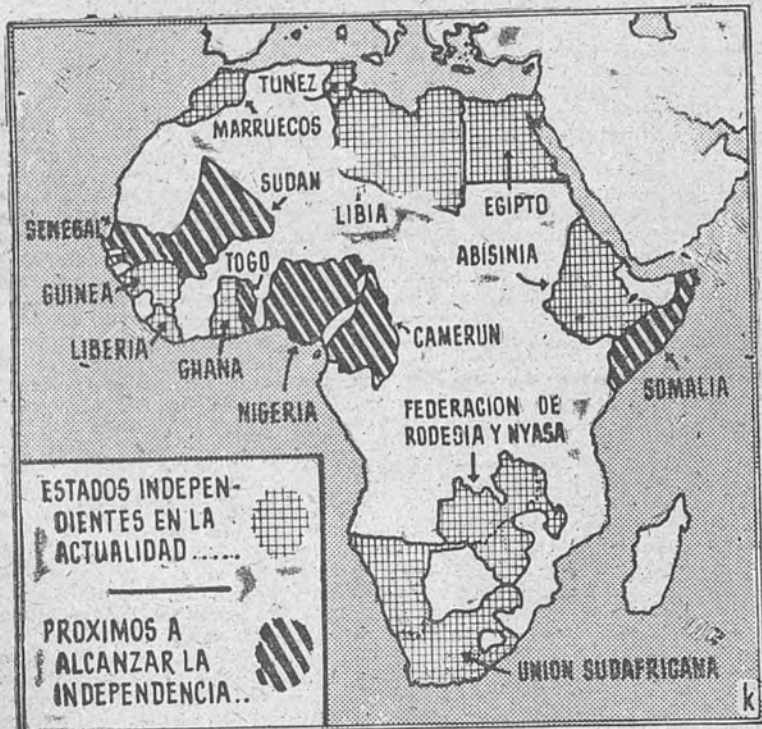 TUNEZ
MARRUECOS
SUDAN
SENEGAL
LIBIA
EGIPTO
ABISINIA
TOGO
GUINEA
LIBERIA
GHANA
CAMERUN
NIGERIA
SOMALIA
FEDERACION DE
RODESIA Y NYASA
ESTADOS INDEPEN-
DIENTES EN LA
ACTUALIDAD......
PROXIMOS A
ALCANZAR LA
INDEPENDENCIA..
UNION SUDAFRICANA
k